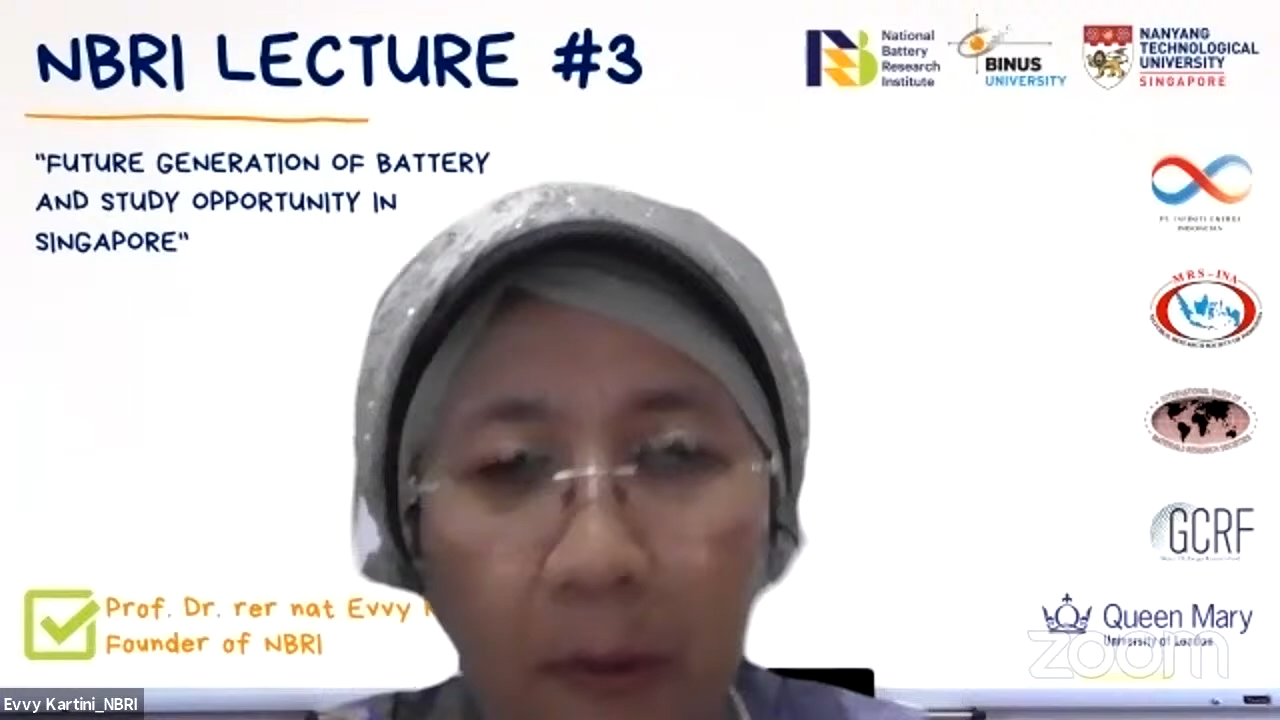 NBRI LECTURE #3
National
Battery
Research
Institute
BINUS
UNIVERSITY
NANYANG
TECHNOLOGICAL
UNIVERSITY
SINGAPORE
"FUTURE GENERATION OF BATTERY
AND STUDY OPPORTUNITY IN
SINGAPORE"
MRS-INA
GCRF
Prof. Dr. rer nat Evvy
Founder of NBRI
Queen Mary
University of London
zoom
Evvy Kartini_NBRI